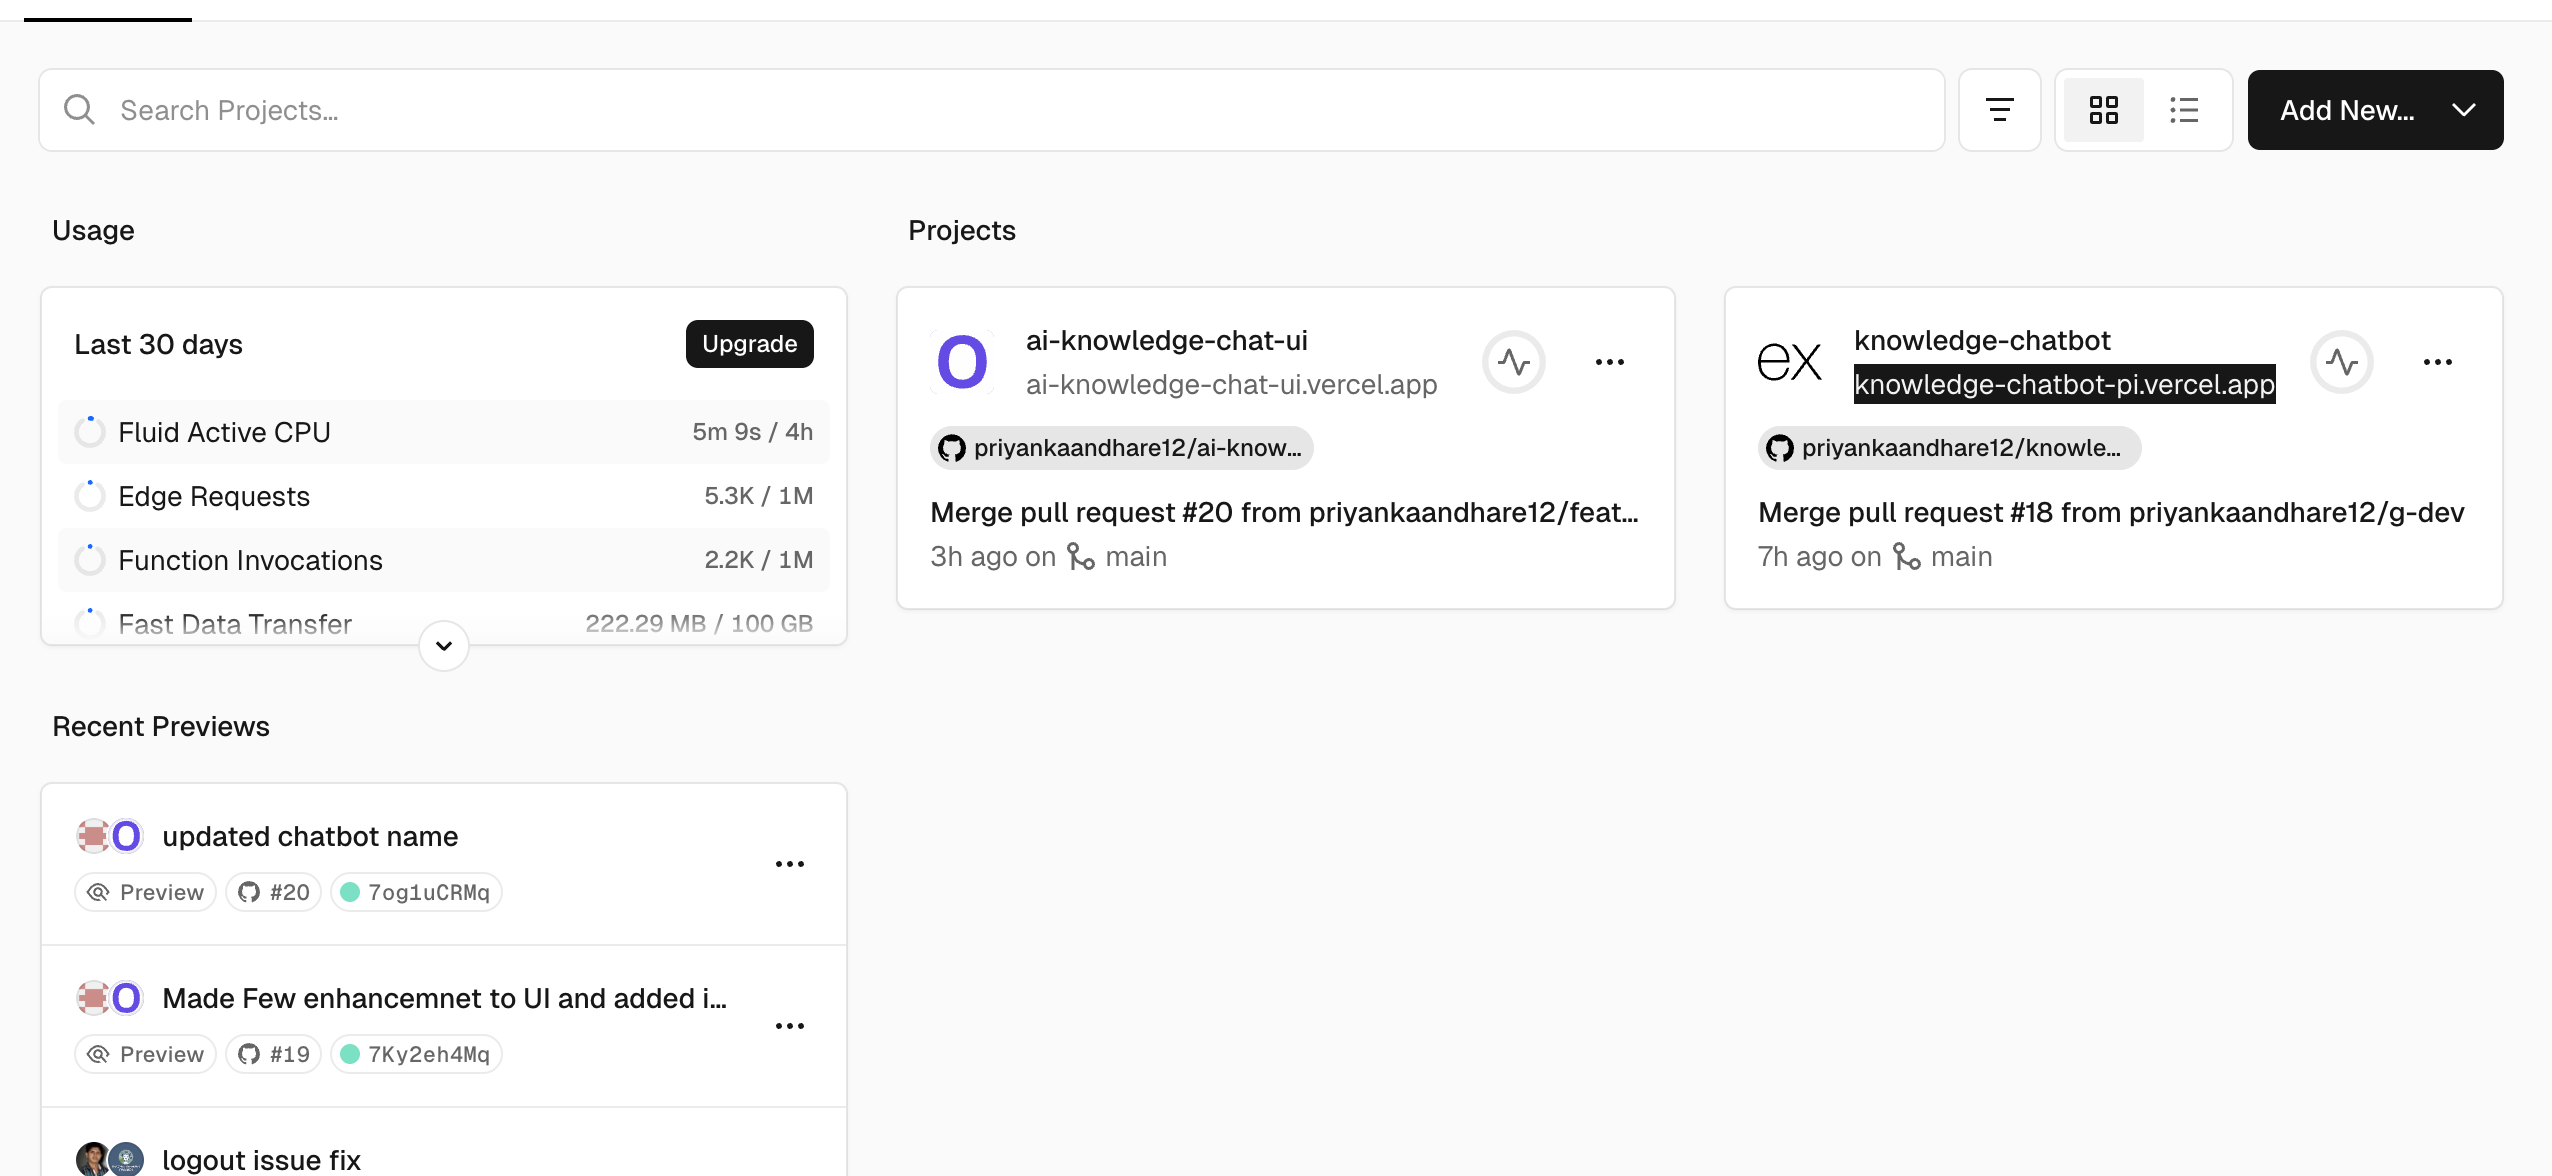 Search Projects...
Add New...
Usage
Last 30 days
Upgrade
Fluid Active CPU
5m 9s / 4h
Edge Requests
5.3K / 1M
Function Invocations
2.2K / 1M
Fast Data Transfer
222.29 MB / 100 GB
Recent Previews
updated chatbot name
Preview
#20
7og1uCRMq
Made Few enhancemnet to UI and added i...
Preview
#19
7Ky2eh4Mq
logout issue fix
Projects
O
ai-knowledge-chat-ui
ai-knowledge-chat-ui.vercel.app
priyankaandhare12/ai-know...
Merge pull request #20 from priyankaandhare12/feat...
3h ago on main
ex
knowledge-chatbot
knowledge-chatbot-pi.vercel.app
priyankaandhare12/knowle...
Merge pull request #18 from priyankaandhare12/g-dev
7h ago on main